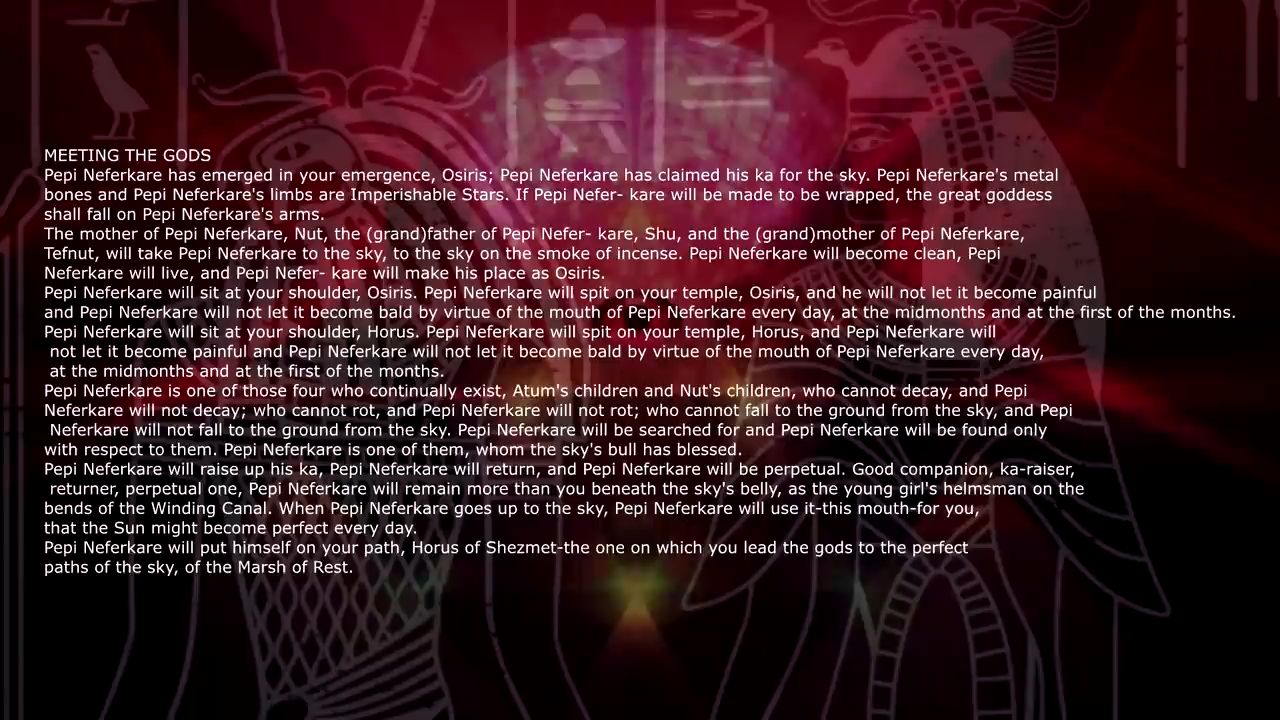 MEETING THE GODS
Pepi Neferkare has emerged in your emergence, Osiris; Pepi Neferkare has claimed his ka for the sky. Pepi Neferkare's metal
bones and Pepi Neferkare's limbs are Imperishable Stars. If Pepi Nefer- kare will be made to be wrapped, the great goddess
shall fall on Pepi Neferkare's arms.
The mother of Pepi Neferkare, Nut, the (grand)father of Pepi Nefer- kare, Shu, and the (grand)mother of Pepi Neferkare,
Tefnut, will take Pepi Neferkare to the sky, to the sky on the smoke of incense. Pepi Neferkare will become clean, Pepi
Neferkare will live, and Pepi Nefer- kare will make his place as Osiris.
Pepi Neferkare will sit at your shoulder, Osiris. Pepi Neferkare will spit on your temple, Osiris, and he will not let it become painful
and Pepi Neferkare will not let it become bald by virtue of the mouth of Pepi Neferkare every day, at the midmonths and at the first of the months.
Pepi Neferkare will sit at your shoulder, Horus. Pepi Neferkare will spit on your temple, Horus, and Pepi Neferkare will
not let it become painful and Pepi Neferkare will not let it become bald by virtue of the mouth of Pepi Neferkare every day,
at the midmonths and at the first of the months.
Pepi Neferkare is one of those four who continually exist, Atum's children and Nut's children, who cannot decay, and Pepi
Neferkare will not decay; who cannot rot, and Pepi Neferkare will not rot; who cannot fall to the ground from the sky, and Pepi
Neferkare will not fall to the ground from the sky. Pepi Neferkare will be searched for and Pepi Neferkare will be found only
with respect to them. Pepi Neferkare is one of them, whom the sky's bull has blessed.
Pepi Neferkare will raise up his ka, Pepi Neferkare will return, and Pepi Neferkare will be perpetual. Good companion, ka-raiser,
returner, perpetual one, Pepi Neferkare will remain more than you beneath the sky's belly, as the young girl's helmsman on the
bends of the Winding Canal. When Pepi Neferkare goes up to the sky, Pepi Neferkare will use it-this mouth-for you,
that the Sun might become perfect every day.
Pepi Neferkare will put himself on your path, Horus of Shezmet-the one on which you lead the gods to the perfect
paths of the sky, of the Marsh of Rest.